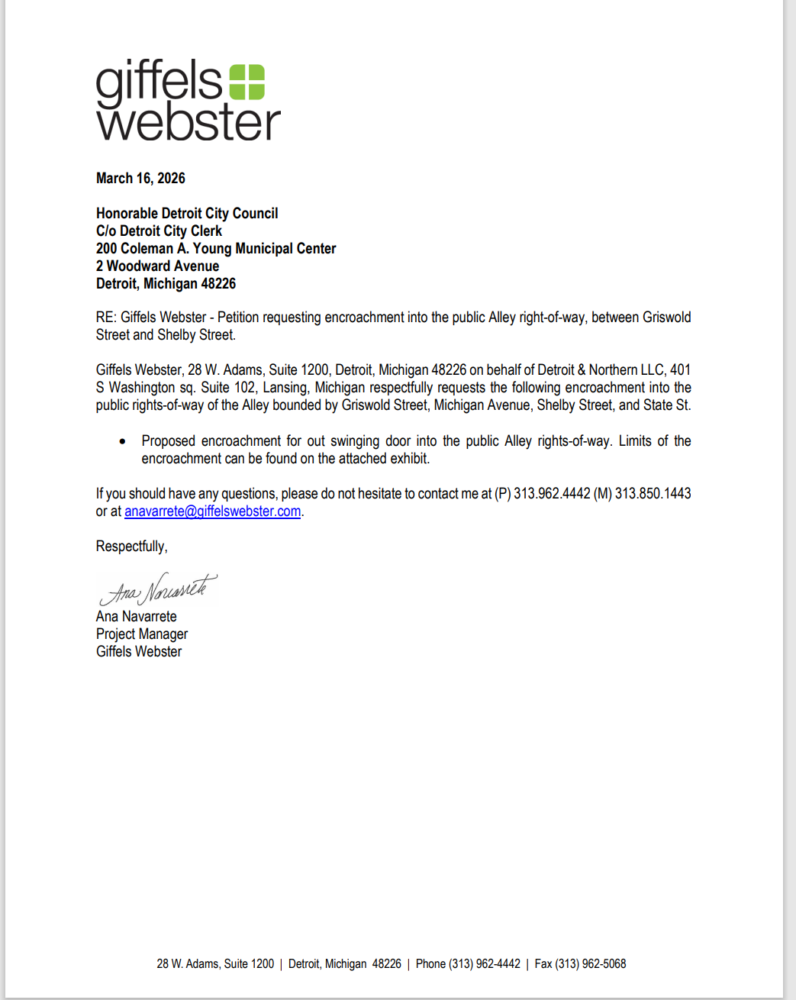 giffels
webster
March 16, 2026
Honorable Detroit City Council
C/o Detroit City Clerk
200 Coleman A. Young Municipal Center
2 Woodward Avenue
Detroit, Michigan 48226
RE: Giffels Webster - Petition requesting encroachment into the public Alley right-of-way, between Griswold
Street and Shelby Street.
Giffels Webster, 28 W. Adams, Suite 1200, Detroit, Michigan 48226 on behalf of Detroit & Northern LLC, 401
S Washington sq. Suite 102, Lansing, Michigan respectfully requests the following encroachment into the
public rights-of-way of the Alley bounded by Griswold Street, Michigan Avenue, Shelby Street, and State St.
• Proposed encroachment for out swinging door into the public Alley rights-of-way. Limits of the
encroachment can be found on the attached exhibit.
If you should have any questions, please do not hesitate to contact me at (P) 313.962.4442 (M) 313.850.1443
or at anavarrete@giffelswebster.com.
Respectfully,
Ana Navarrete
Ana Navarrete
Project Manager
Giffels Webster
28 W. Adams, Suite 1200 | Detroit, Michigan 48226 | Phone (313) 962-4442 | Fax (313) 962-5068